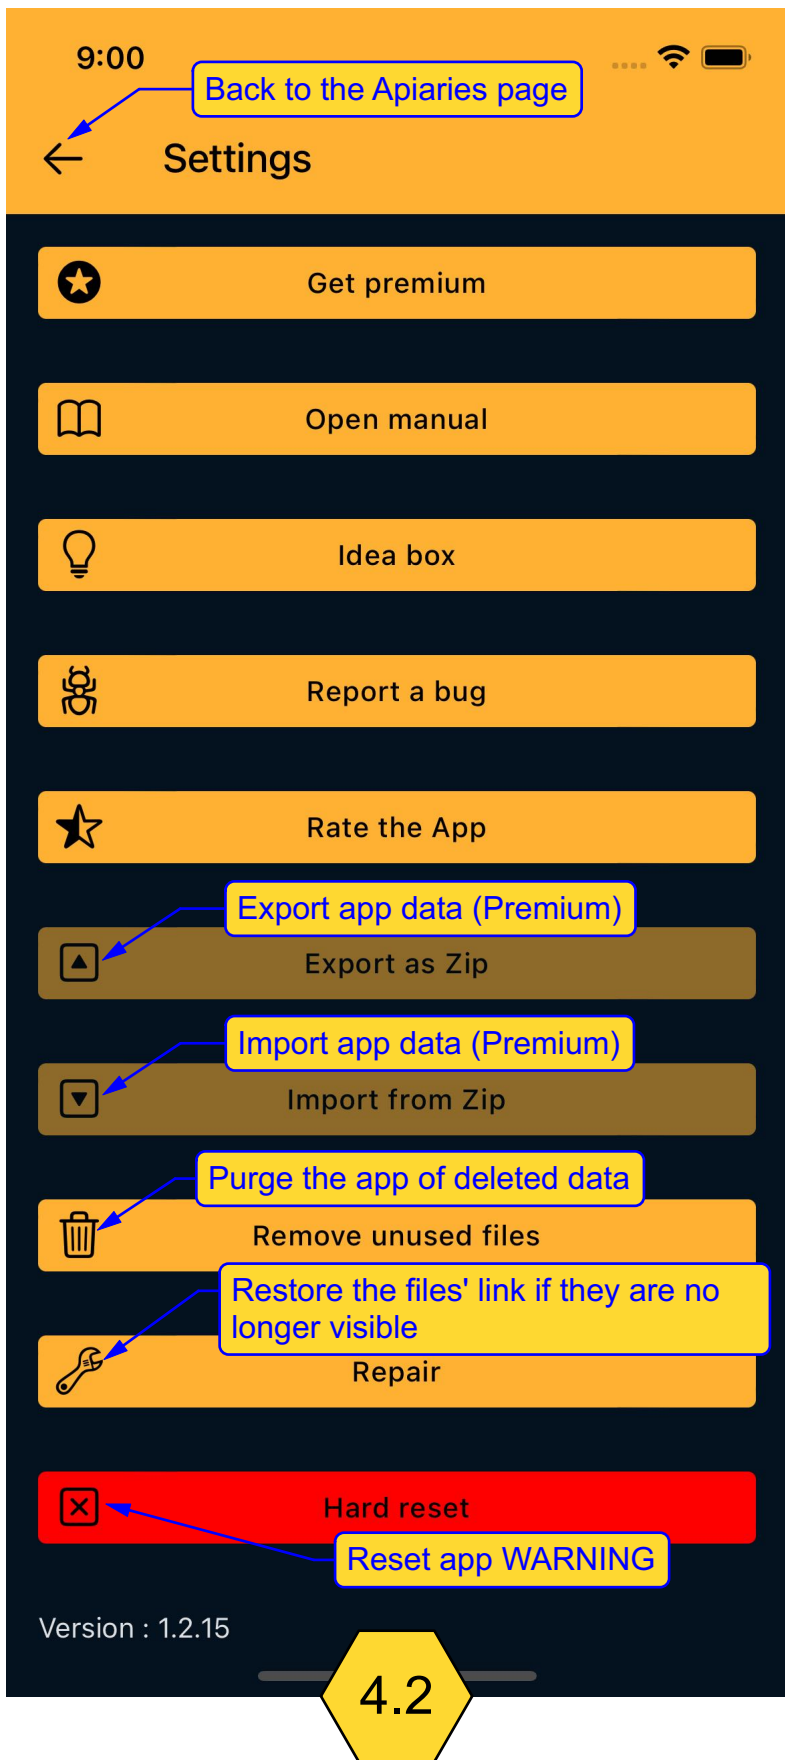 9:00
Back to the Apiaries page
Settings
Get premium
Open manual
Idea box
Report a bug
Rate the App
Export app data (Premium)
Export as Zip
Import app data (Premium)
Import from Zip
Purge the app of deleted data
Remove unused files
Restore the files' link if they are no
longer visible
Repair
Hard reset
Reset app WARNING
Version : 1.2.15
4.2